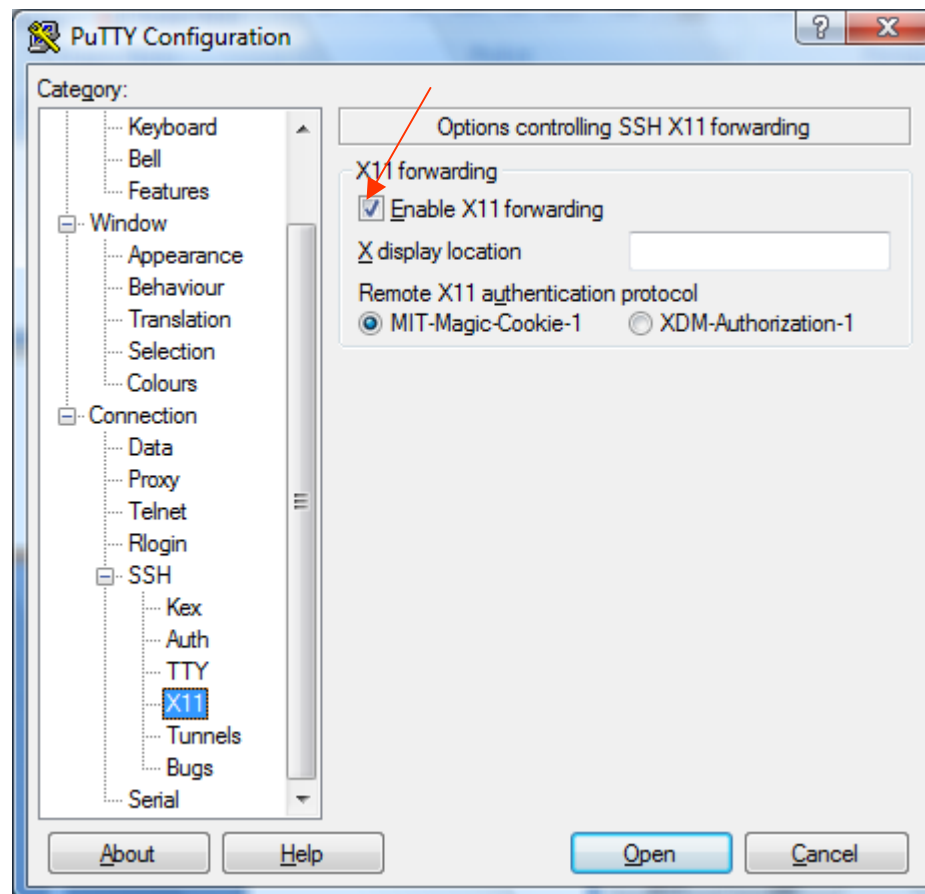 PuTTY Configuration
Category:
Keyboard
Bell
Features
Window
Appearance
Behaviour
Translation
Selection
Colours
Connection
Data
Proxy
Telnet
Rlogin
SSH
Kex
Auth
TTY
X11
Tunnels
Bugs
Serial
Options controlling SSH X11 forwarding
X11 forwarding
Enable X11 forwarding
X display location
Remote X11 authentication protocol
MIT-Magic-Cookie-1 XDM-Authorization-1
About Help Open Cancel